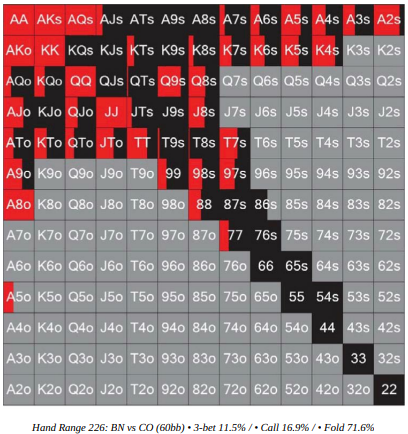 AA AKs AQs AJs ATs A9s A8s A7s A6s A5s A4s A3s A2s
AKo KK KQs KJs KTs K9s K8s K7s K6s K5s K4s K3s K2s
AQo KQo QQ QJs QTs Q9s Q8s Q7s Q6s Q5s Q4s Q3s Q2s
AJo KJo QJo JJ JTs J9s J8s J7s J6s J5s J4s J3s J2s
ATo KTo QTo JTo TT T9s T8s T7s T6s T5s T4s T3s T2s
A9o K9o Q9o J9o T9o 99 98s 97s 96s 95s 94s 93s 92s
A8o K8o Q8o J8o T8o 98o 88 87s 86s 85s 84s 83s 82s
A7o K7o Q7o J7o T7o 97o 87o 77 76s 75s 74s 73s 72s
A6o K6o Q6o J6o T6o 96o 86o 76o 66 65s 64s 63s 62s
A5o K5o Q5o J5o T5o 95o 85o 75o 65o 55 54s 53s 52s
A4o K4o Q4o J4o T4o 94o 84o 74o 64o 54o 44 43s 42s
A3o K3o Q3o J3o T3o 93o 83o 73o 63o 53o 43o 33 32s
A2o K2o Q2o J2o T2o 92o 82o 72o 62o 52o 42o 32o 22
Hand Range 226: BN vs CO (60bb) • 3-bet 11.5% / • Call 16.9% / • Fold 71.6%